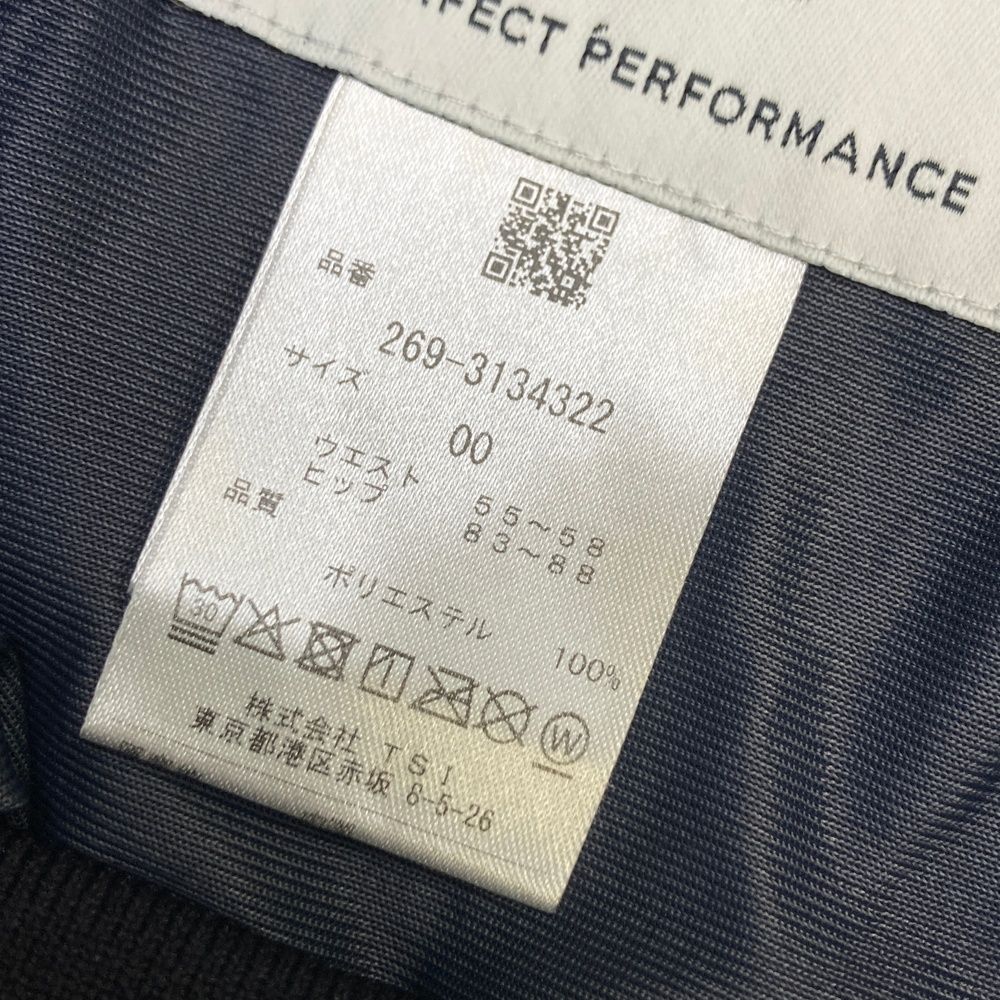 PERFECT PERFORMANCE
品番
269-3134322
サイズ
00
ウエスト 55～58
ヒップ 83～88
品質
ポリエステル 100%
30
W
株式会社 TSI
東京都港区赤坂 8-5-26